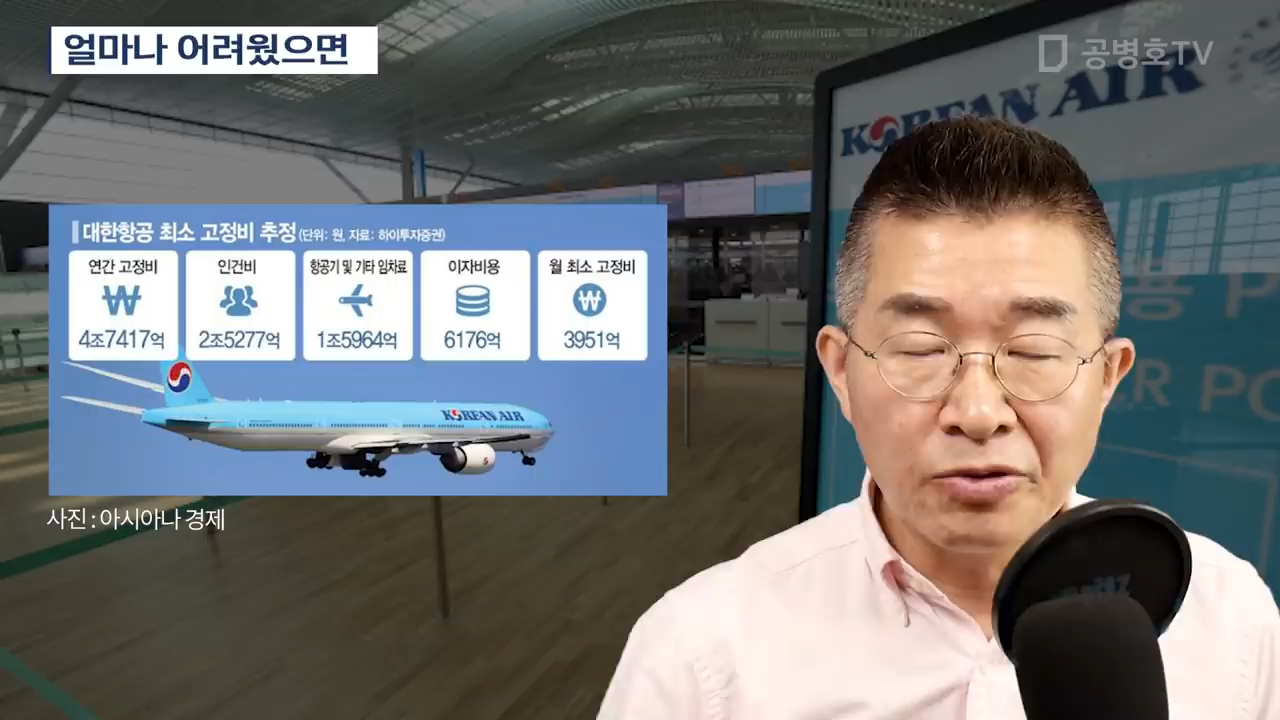 얼마나 어려웠으면
공병호TV
KOREAN AIR
대한항공 최소 고정비 추정(단위: 원, 자료: 하이투자증권)
연간 고정비
4조7417억
인건비
2조5277억
항공기 및 기타 임차료
1조5964억
이자비용
6176억
월 최소 고정비
3951억
KOREAN AIR
사진 : 아시아나 경제
용 P
ER PO